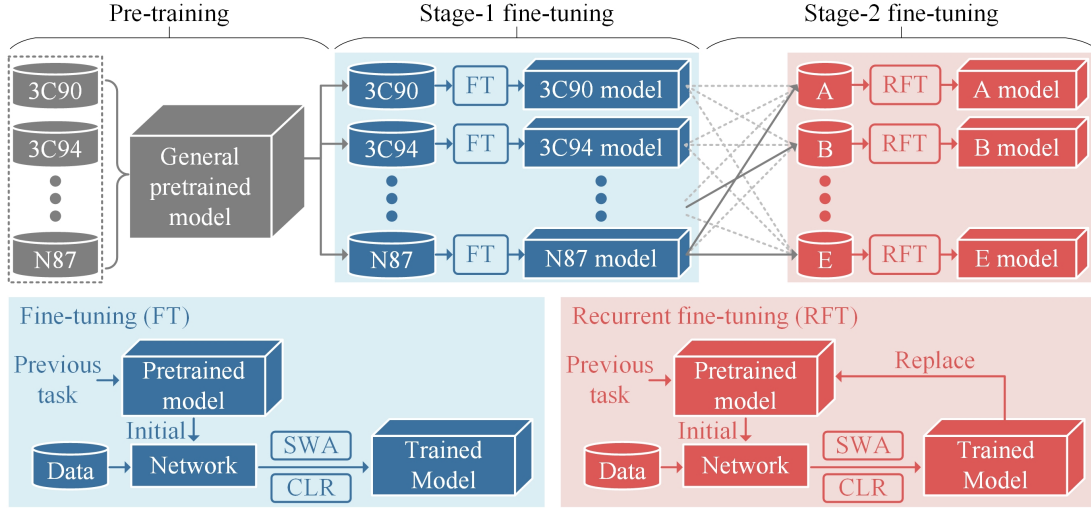 Pre-training
Stage-1 fine-tuning
Stage-2 fine-tuning
3C90
3C94
N87
General
pretrained
model
3C90
FT
3C90 model
3C94
FT
3C94 model
N87
FT
N87 model
A
RFT
A model
B
RFT
B model
E
RFT
E model
Fine-tuning (FT)
Previous
task
Pretrained
model
Initial
Data
Network
SWA
CLR
Trained
Model
Recurrent fine-tuning (RFT)
Previous
task
Pretrained
model
Replace
Initial
Data
Network
SWA
CLR
Trained
Model